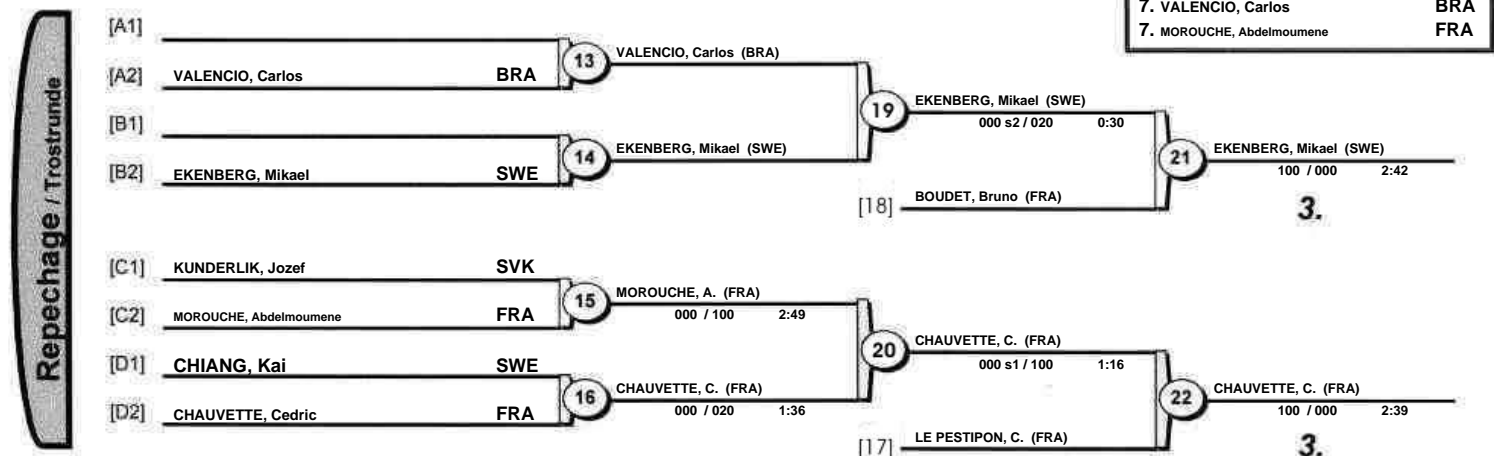 7. VALENCIO, Carlos BRA
7. MOROUCHE, Abdelmoumene FRA
Repechage / Trostrunde
[A1]
[A2] VALENCIO, Carlos BRA
13 VALENCIO, Carlos (BRA)
[B1]
[B2] EKENBERG, Mikael SWE
14 EKENBERG, Mikael (SWE)
19 EKENBERG, Mikael (SWE)
000 s2 / 020 0:30
[18] BOUDET, Bruno (FRA)
21 EKENBERG, Mikael (SWE)
100 / 000 2:42
3.
[C1] KUNDERLIK, Jozef SVK
[C2] MOROUCHE, Abdelmoumene FRA
15 MOROUCHE, A. (FRA)
000 / 100 2:49
[D1] CHIANG, Kai SWE
[D2] CHAUVETTE, Cedric FRA
16 CHAUVETTE, C. (FRA)
000 / 020 1:36
20 CHAUVETTE, C. (FRA)
000 s1 / 100 1:16
[17] LE PESTIPON, C. (FRA)
22 CHAUVETTE, C. (FRA)
100 / 000 2:39
3.